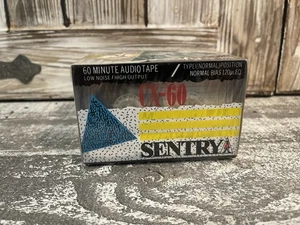 60 MINUTE AUDIOTAPE / TYPE I (NORMAL) POSITION
LOW NOISE / HIGH OUTPUT NORMAL BIAS 120µs EQ
CX-60
SENTRY